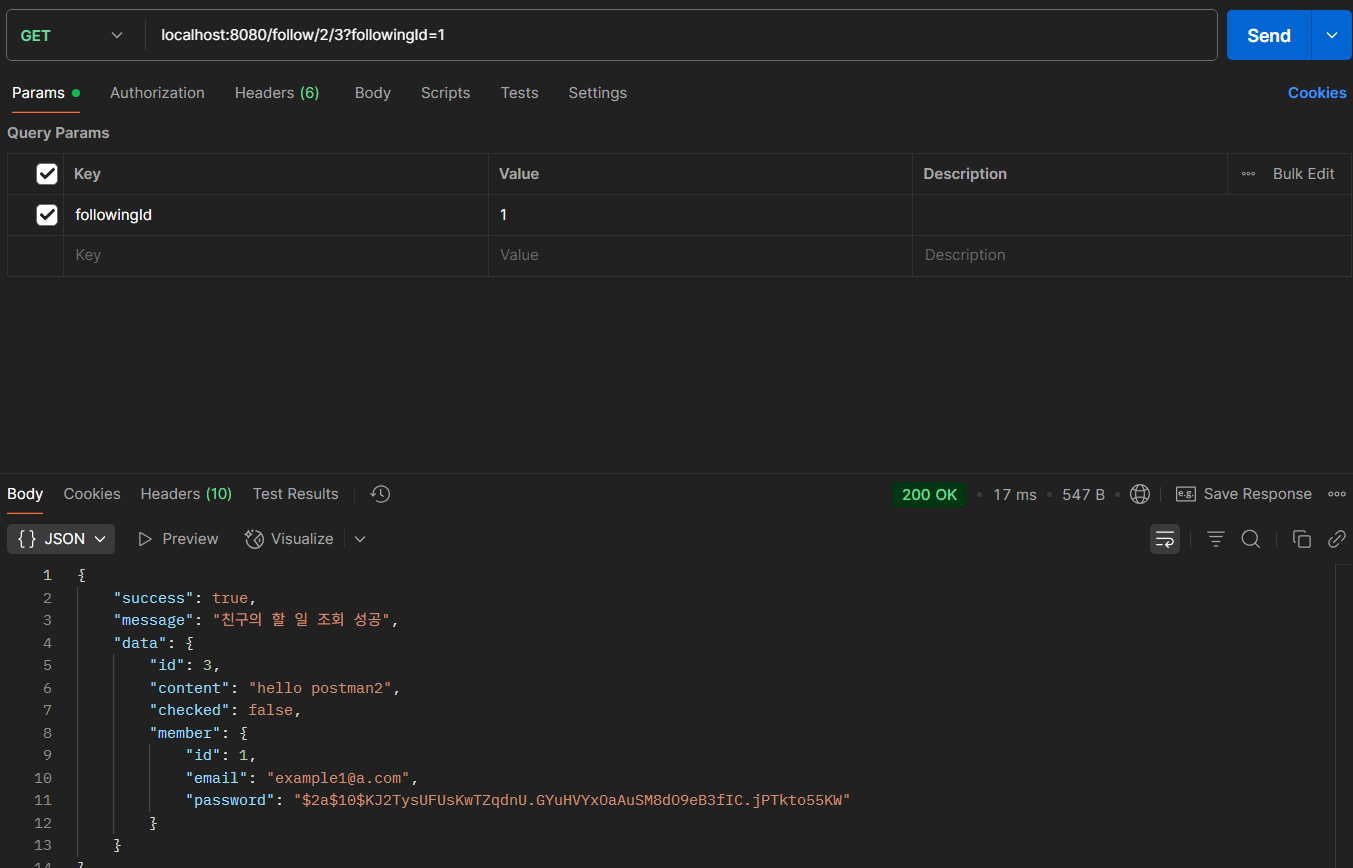 GET localhost:8080/follow/2/3?followingId=1 Send
Params Authorization Headers (6) Body Scripts Tests Settings Cookies
Query Params
Key Value Description Bulk Edit
followingId 1
Key Value Description
Body Cookies Headers (10) Test Results 200 OK 17 ms 547 B e.g. Save Response
{} JSON Preview Visualize
1 {
2 "success": true,
3 "message": "친구의 할 일 조회 성공",
4 "data": {
5 "id": 3,
6 "content": "hello postman2",
7 "checked": false,
8 "member": {
9 "id": 1,
10 "email": "example1@a.com",
11 "password": "$2a$10$KJ2TysUFUsKwTZqdnU.GYuHVYxOaAuSM8dO9eB3fIC.jPTkto55KW"
12 }
13 }
14 }